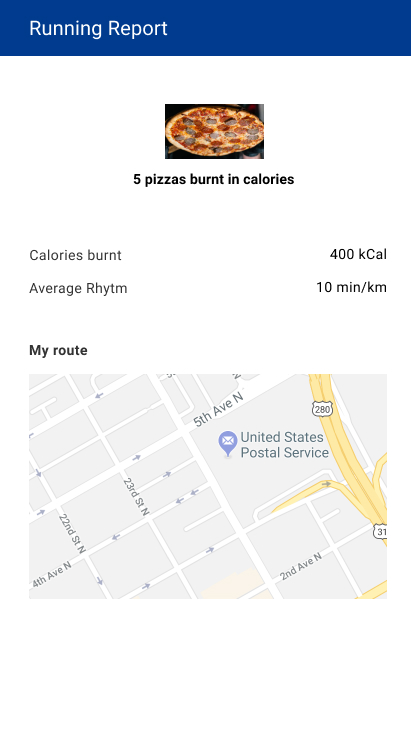 Running Report
5 pizzas burnt in calories
Calories burnt 400 kCal
Average Rhytm 10 min/km
My route
5th Ave N
280
United States
Postal Service
23rd St N
22nd St N
31
4th Ave N
2nd Ave N